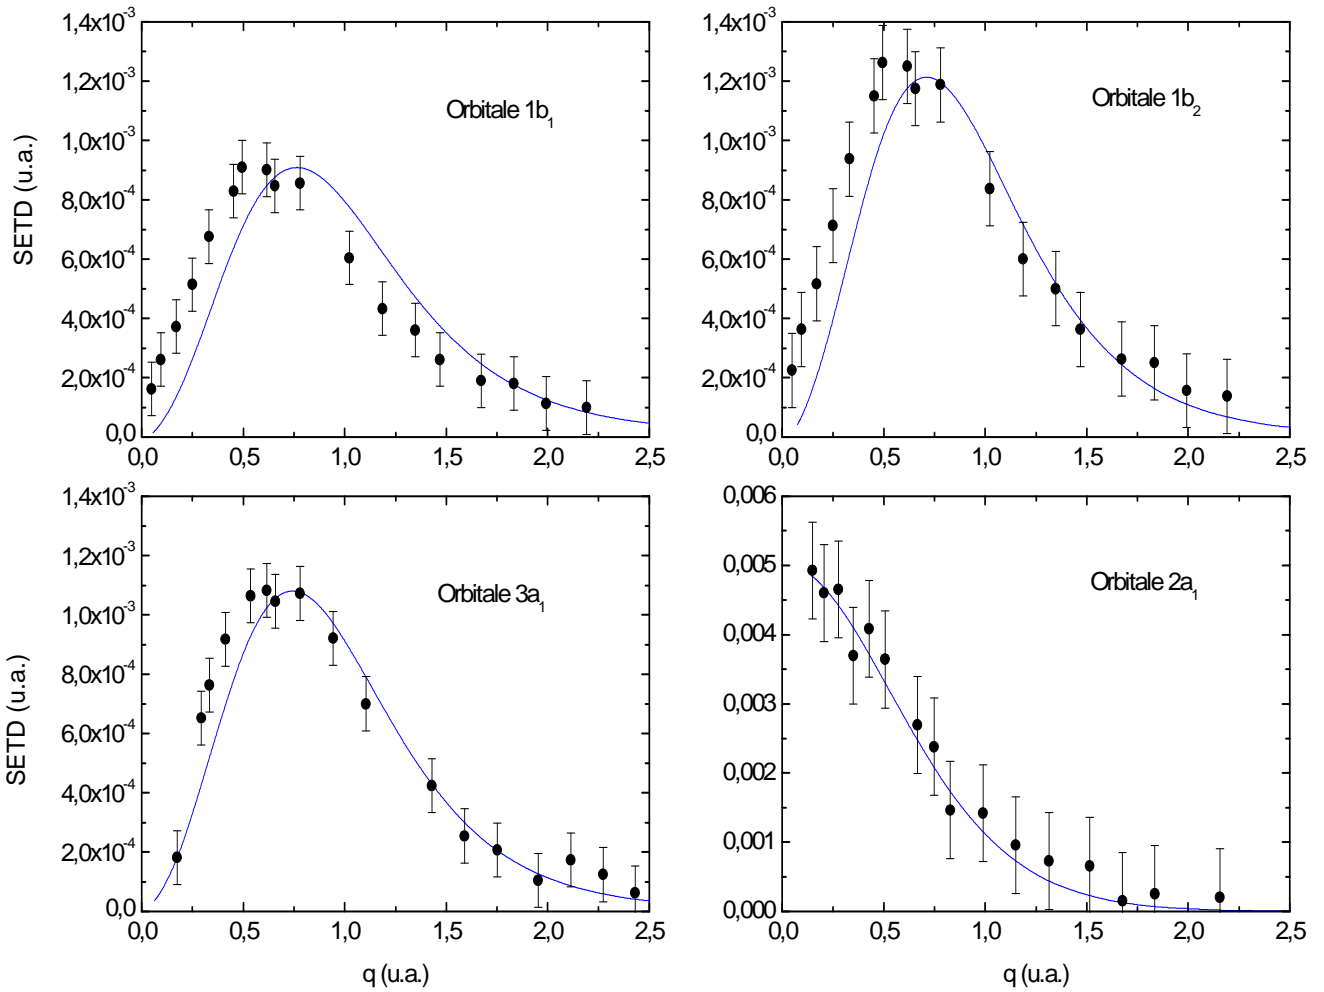 1,4x10⁻³
1,2x10⁻³
1,0x10⁻³
8,0x10⁻⁴
6,0x10⁻⁴
4,0x10⁻⁴
2,0x10⁻⁴
0,0
SETD (u.a.)
Orbitale 1b₁
0,0 0,5 1,0 1,5 2,0 2,5
1,4x10⁻³
1,2x10⁻³
1,0x10⁻³
8,0x10⁻⁴
6,0x10⁻⁴
4,0x10⁻⁴
2,0x10⁻⁴
0,0
Orbitale 1b₂
0,0 0,5 1,0 1,5 2,0 2,5
1,4x10⁻³
1,2x10⁻³
1,0x10⁻³
8,0x10⁻⁴
6,0x10⁻⁴
4,0x10⁻⁴
2,0x10⁻⁴
0,0
SETD (u.a.)
Orbitale 3a₁
0,0 0,5 1,0 1,5 2,0 2,5
q (u.a.)
0,006
0,005
0,004
0,003
0,002
0,001
0,000
Orbitale 2a₁
0,0 0,5 1,0 1,5 2,0 2,5
q (u.a.)